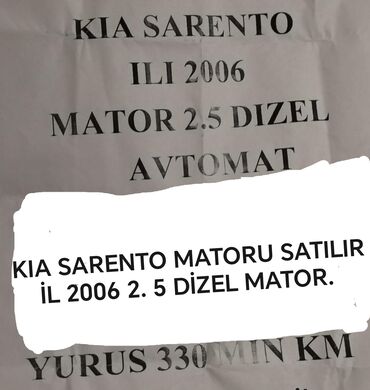 KIA SARENTO
ILI 2006
MATOR 2.5 DIZEL
AVTOMAT
KIA SARENTO MATORU SATILIR
İL 2006 2. 5 DİZEL MATOR.
YURUS 330 MIN KM